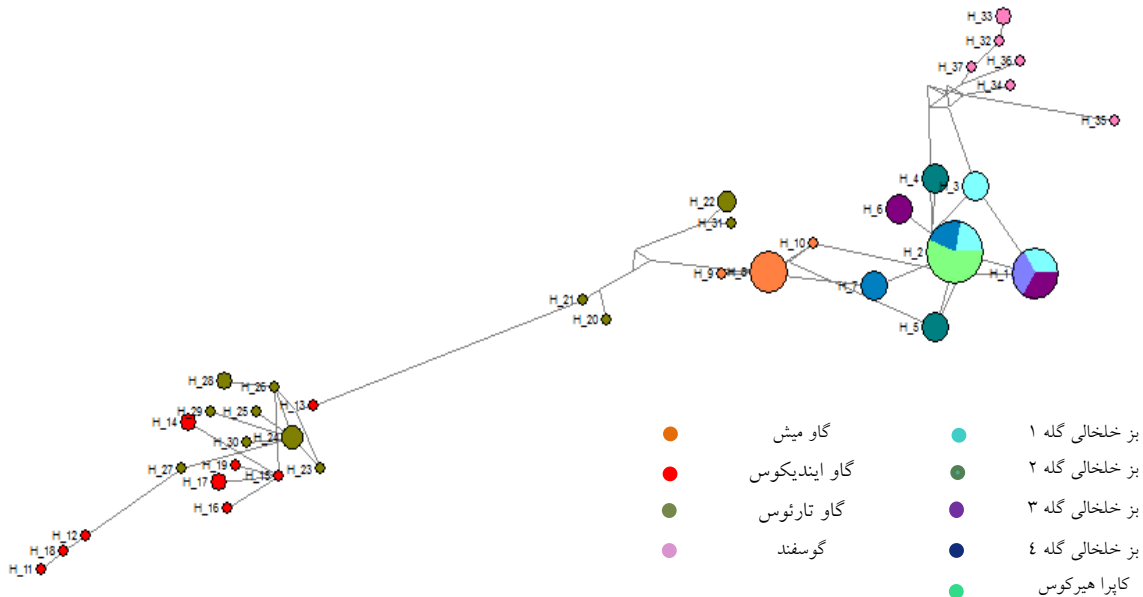 H_33
H_32
H_36
H_37
H_34
H_35
H_4
H_3
H_22
H_6
H_31
H_10
H_2
H_9
H_8
H_1
H_7
H_21
H_20
H_5
H_28
H_26
H_13
H_29
H_25
H_14
H_30
H_24
H_19
H_27
H_15
H_23
H_17
H_16
H_12
H_18
H_11
گاو میش
گاو ایندیکوس
گاو تارئوس
گوسفند
بز خلخالی گله ۱
بز خلخالی گله ۲
بز خلخالی گله ۳
بز خلخالی گله ٤
کاپرا هیرکوس